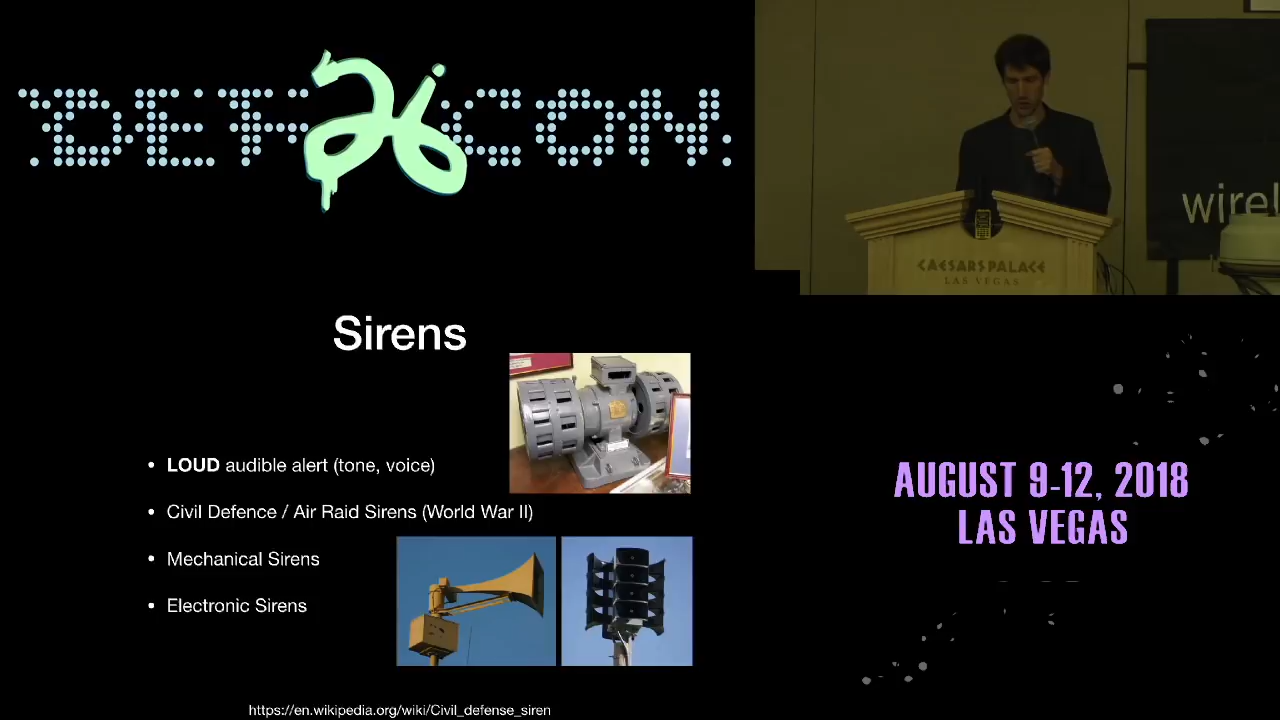 DEF CON 26
wirel
CAESARS PALACE
LAS VEGAS
Sirens
• LOUD audible alert (tone, voice)
• Civil Defence / Air Raid Sirens (World War II)
• Mechanical Sirens
• Electronic Sirens
https://en.wikipedia.org/wiki/Civil_defense_siren
AUGUST 9-12, 2018
LAS VEGAS